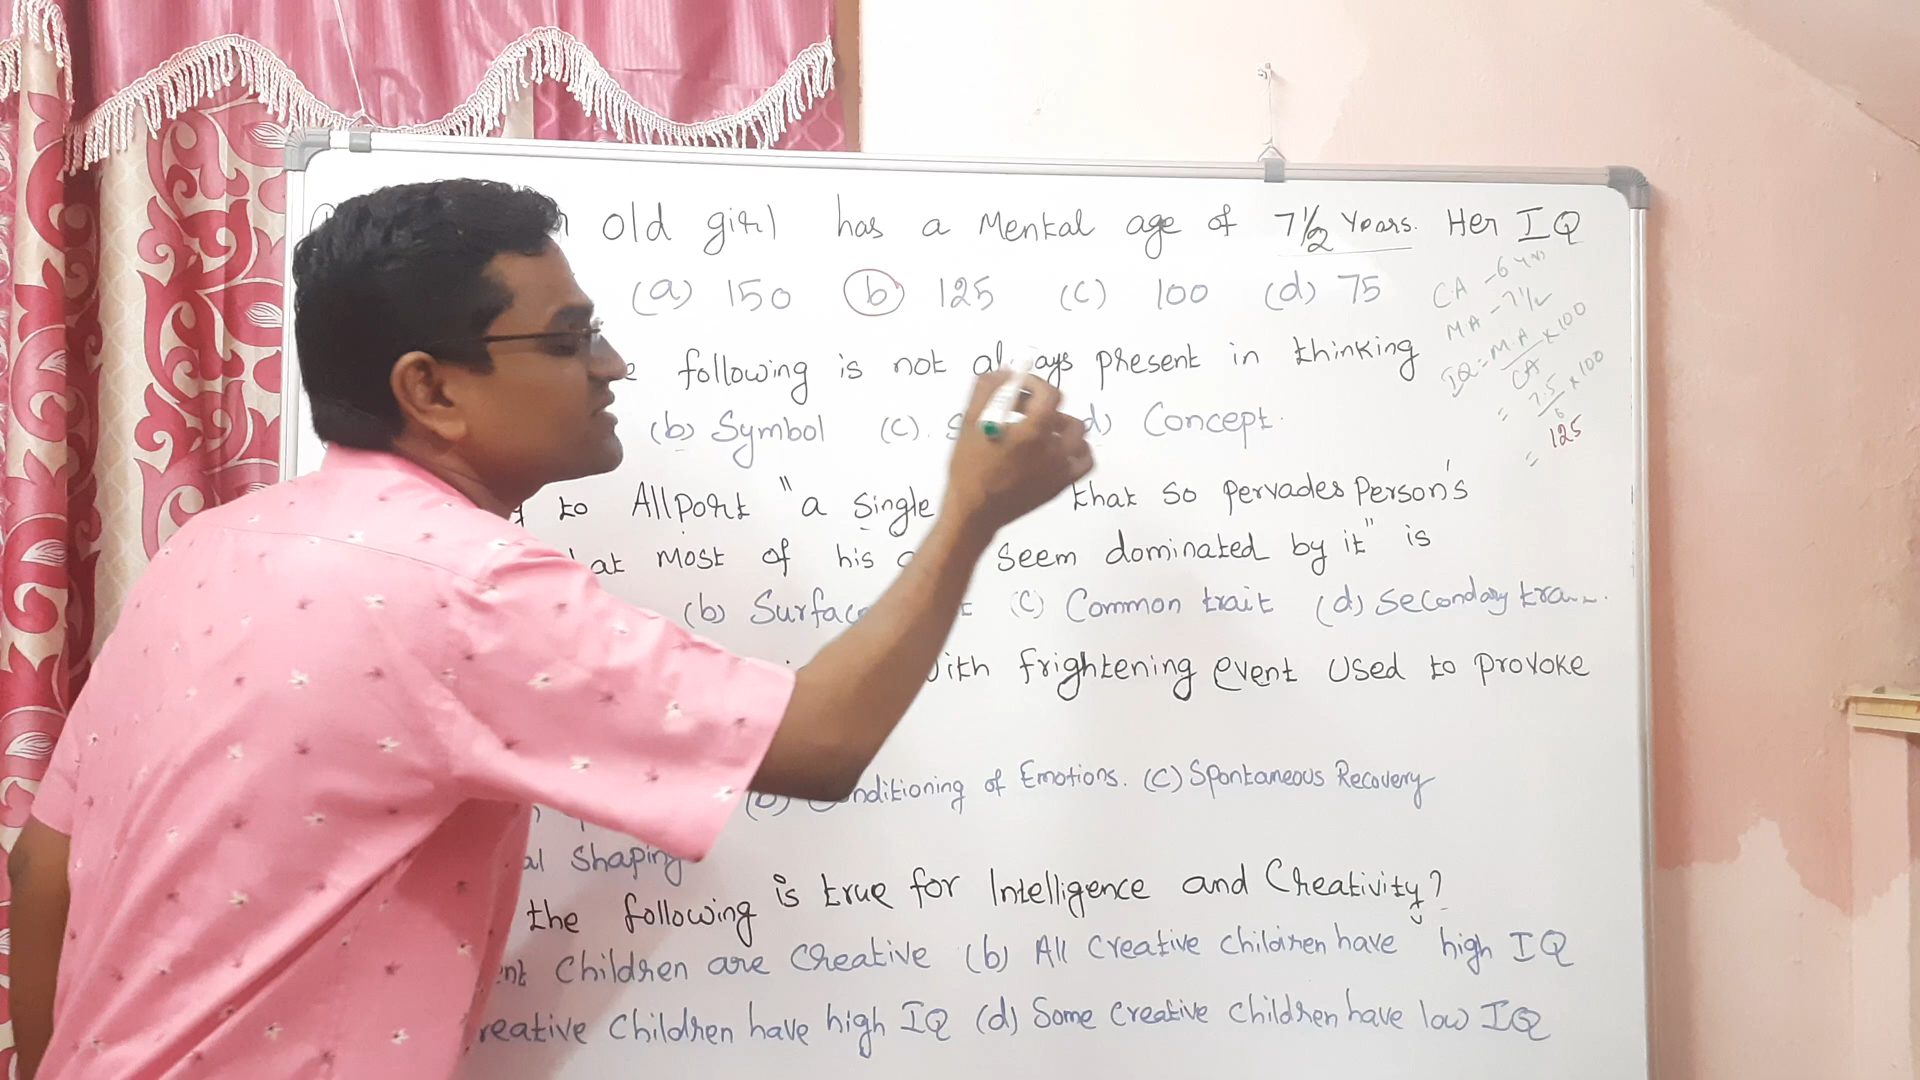 old girl has a Mental age of 7½ Years. Her IQ
(a) 150 (b) 125 (c) 100 (d) 75
CA - 6 yrs
MA - 7½
IQ = M.A / CA × 100
= 7.5 / 6 × 100
= 125
following is not always present in thinking
(b) Symbol (c). (d) Concept.
to Allport "a single that so pervades Person's
at most of his seem dominated by it" is
(b) Surface (c) Common trait (d) Secondary
with frightening event used to provoke
(b) Conditioning of Emotions. (c) Spontaneous Recovery
al shaping
the following is true for Intelligence and Creativity?
nt children are creative (b) All creative children have high IQ
reative children have high IQ (d) Some creative children have low IQ